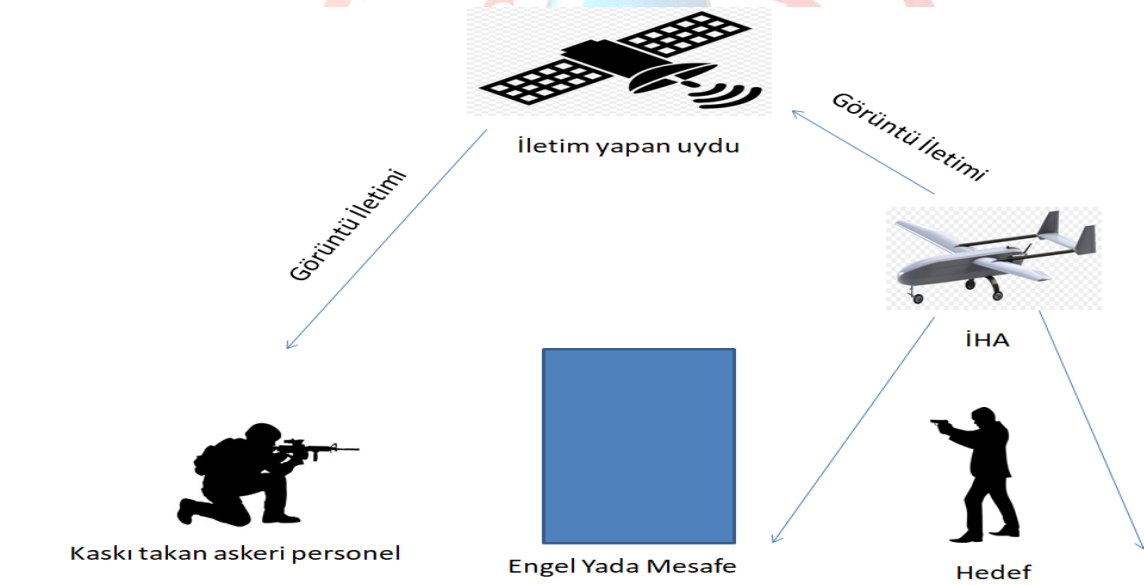 İletim yapan uydu
Görüntü İletimi
Görüntü İletimi
İHA
Kaskı takan askeri personel
Engel Yada Mesafe
Hedef